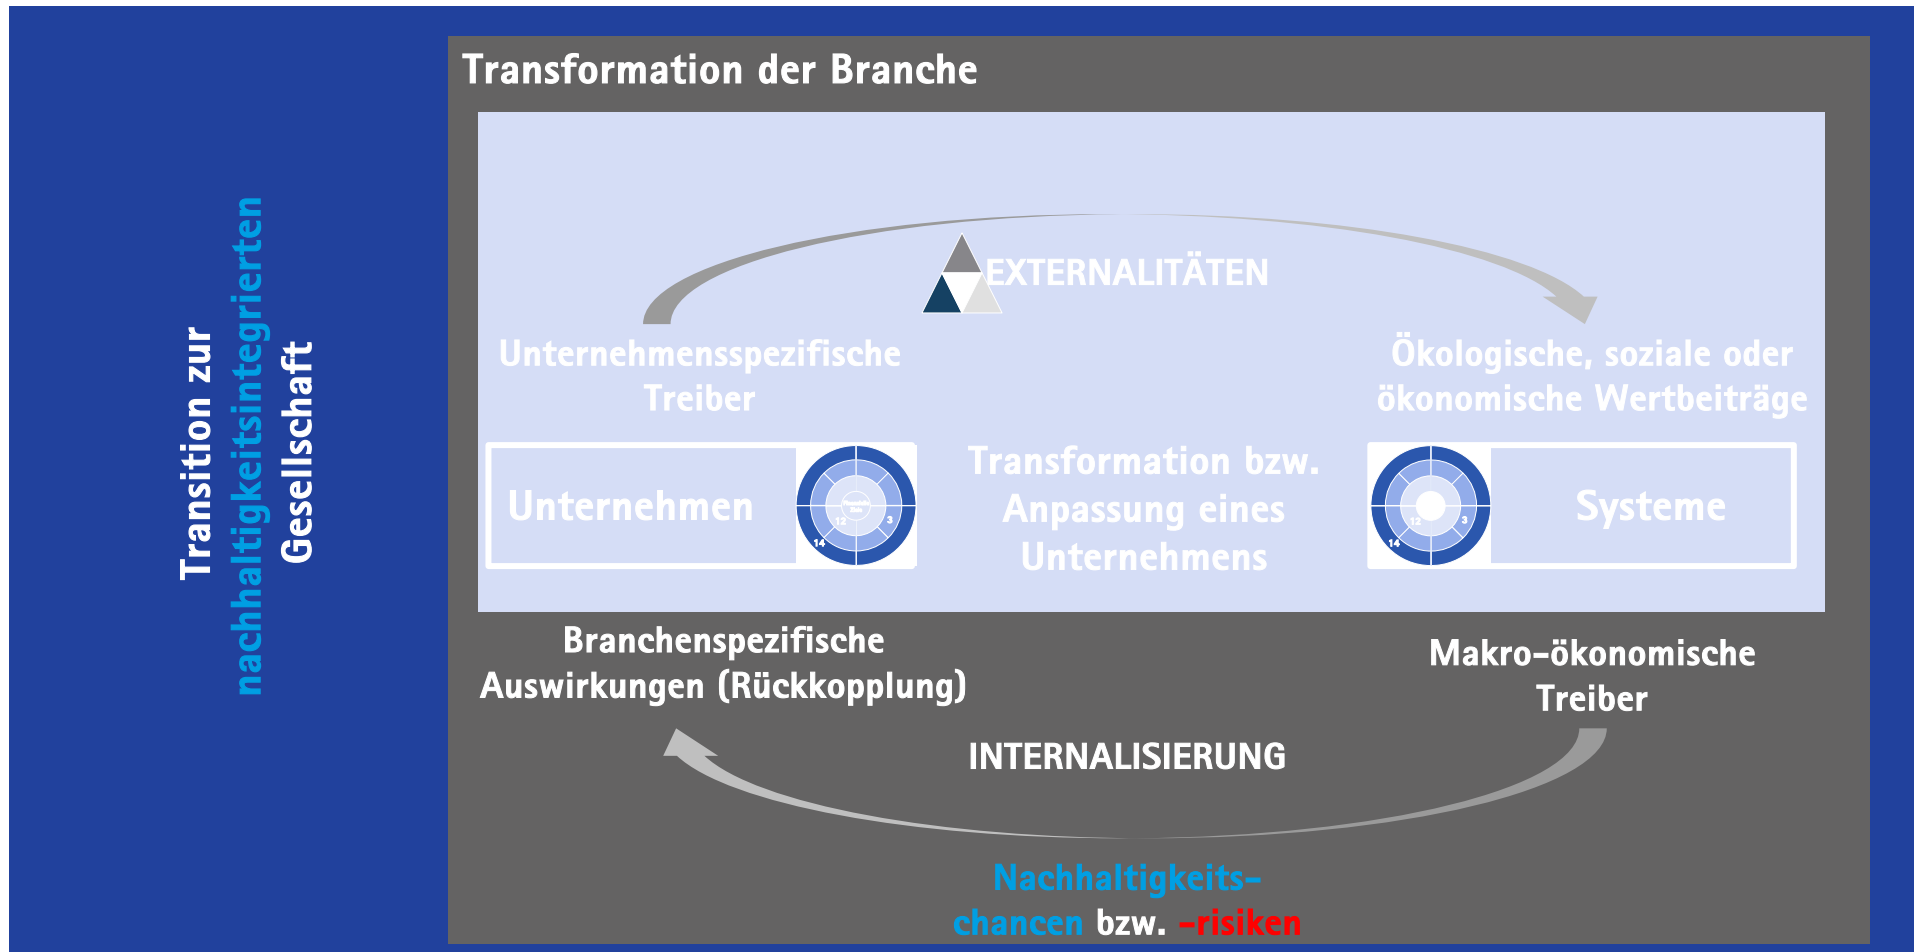 Transition zur
nachhaltigkeitsintegrierten
Gesellschaft
Transformation der Branche
EXTERNALITÄTEN
Unternehmensspezifische
Treiber
Ökologische, soziale oder
ökonomische Wertbeiträge
Unternehmen
12
3
14
Transformation bzw.
Anpassung eines
Unternehmens
12
3
14
Systeme
Branchenspezifische
Auswirkungen (Rückkopplung)
Makro-ökonomische
Treiber
INTERNALISIERUNG
Nachhaltigkeits-
chancen bzw. -risiken